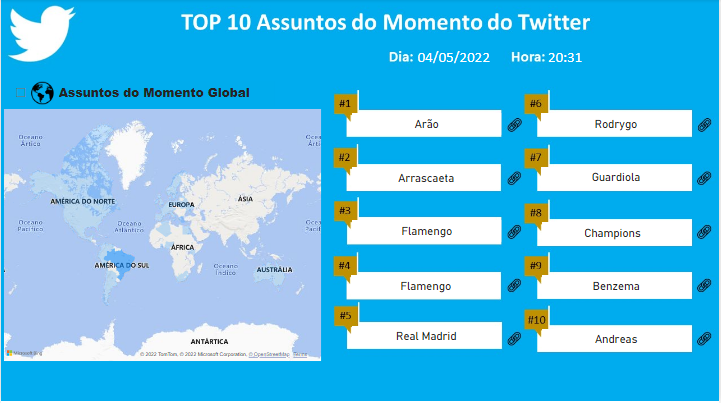 TOP 10 Assuntos do Momento do Twitter
Dia: 04/05/2022 Hora: 20:31
Assuntos do Momento Global
#1
Arão
#2
Arrascaeta
#3
Flamengo
#4
Flamengo
#5
Real Madrid
#6
Rodrygo
#7
Guardiola
#8
Champions
#9
Benzema
#10
Andreas
Oceano
Ártico
Oceano
Árti
AMÉRICA DO NORTE
EUROPA
ÁSIA
Oceano
Pacífico
Oceano
Atlântico
Oceano
Pacíf
ÁFRICA
AMÉRICA DO SUL
Oceano
Índico
AUSTRÁLIA
ANTÁRTICA
Microsoft Bing
© 2022 TomTom, © 2022 Microsoft Corporation, © OpenStreetMap Terms